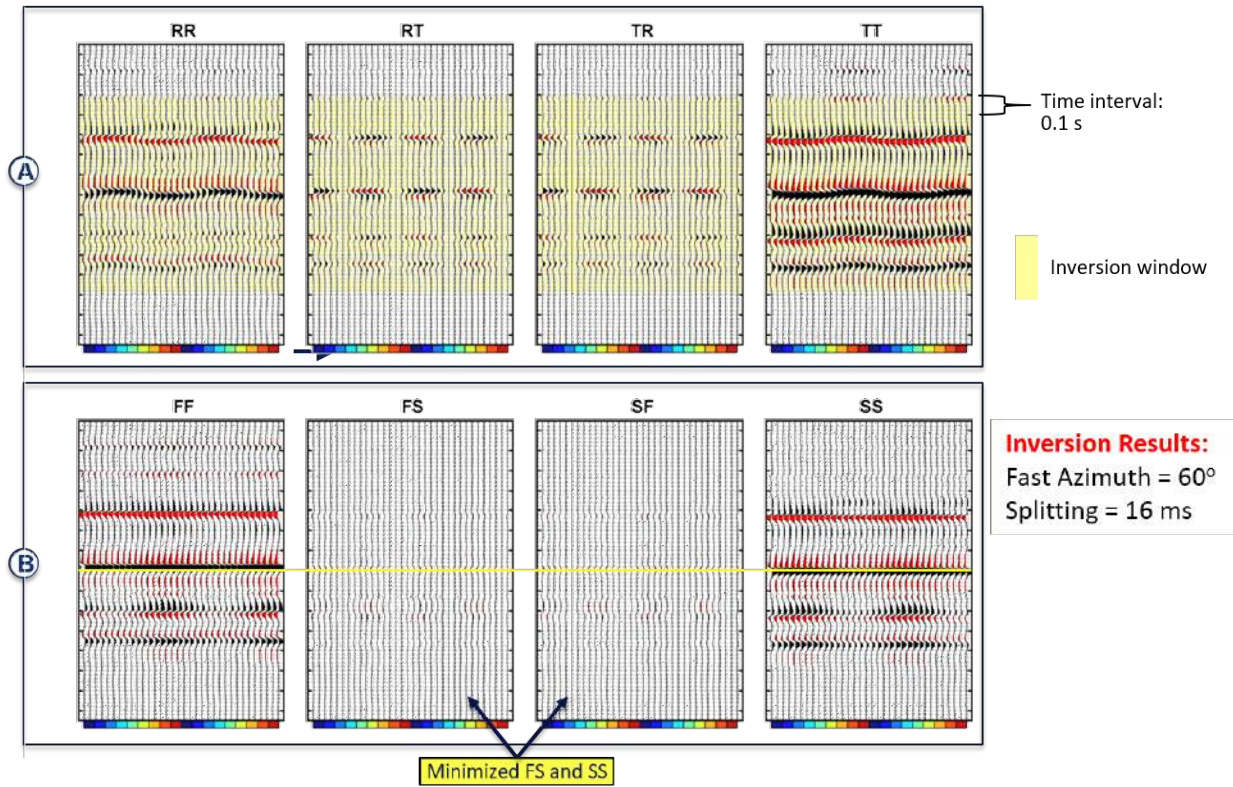 RR RT TR TT
Time interval:
0.1 s
A
Inversion window
FF FS SF SS
Inversion Results:
Fast Azimuth = 60°
Splitting = 16 ms
B
Minimized FS and SS